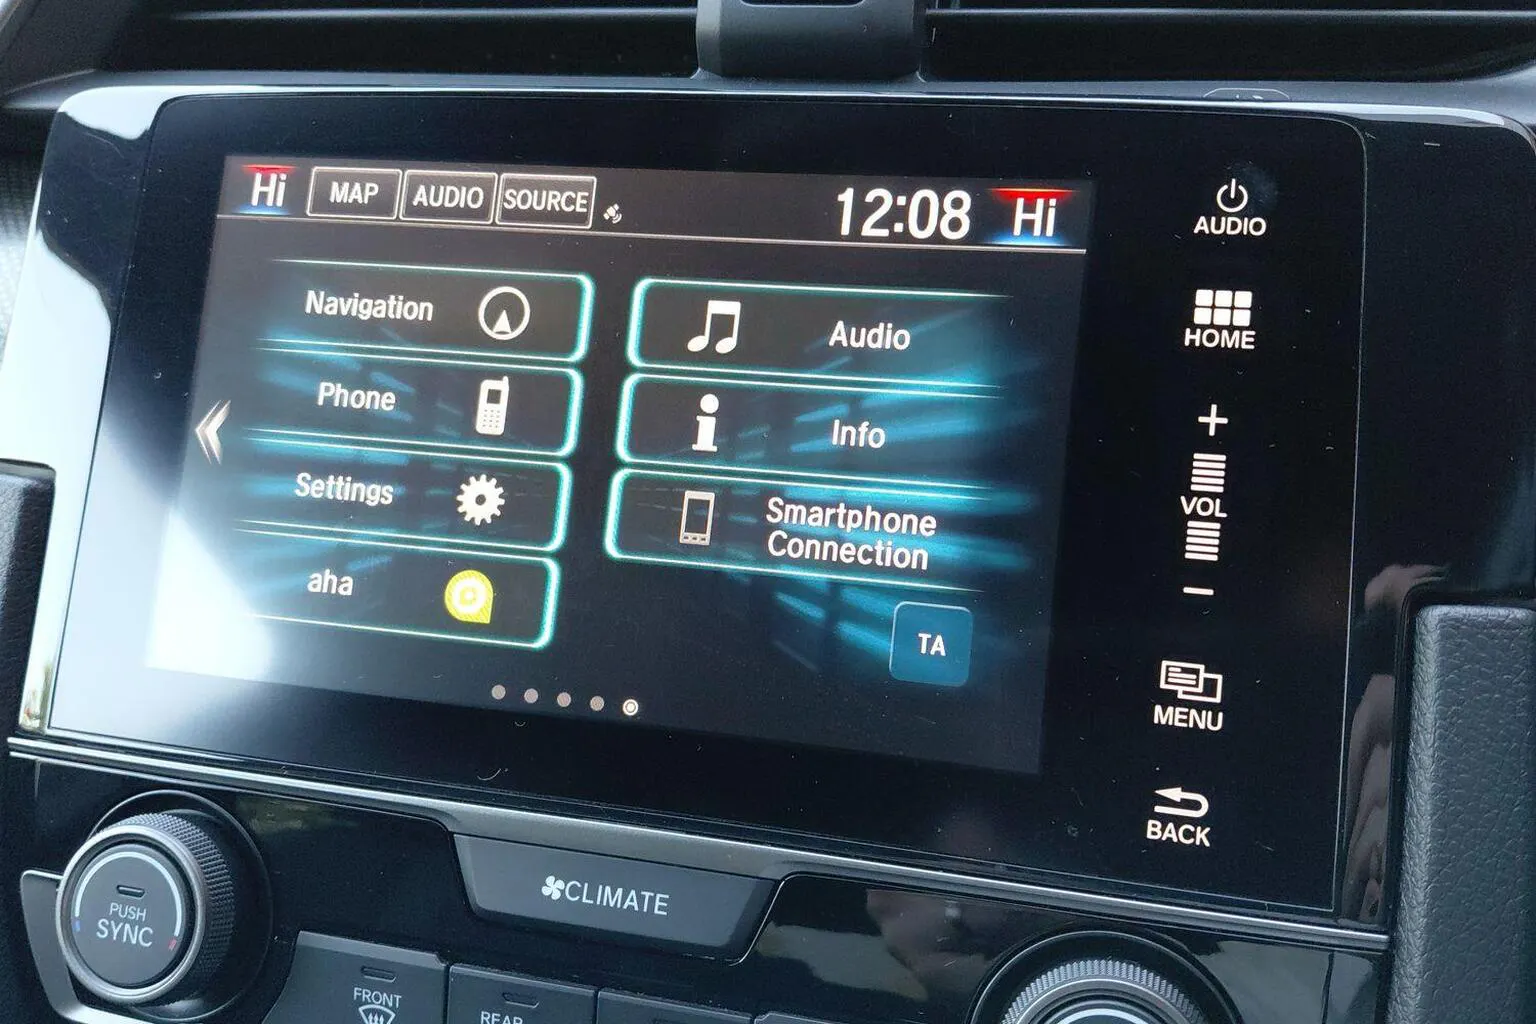 Hi MAP AUDIO SOURCE 12:08 Hi
Navigation
Phone
Settings
aha
Audio
Info
Smartphone
Connection
TA
AUDIO
HOME
+
VOL
−
MENU
BACK
CLIMATE
PUSH
SYNC
FRONT
REAR